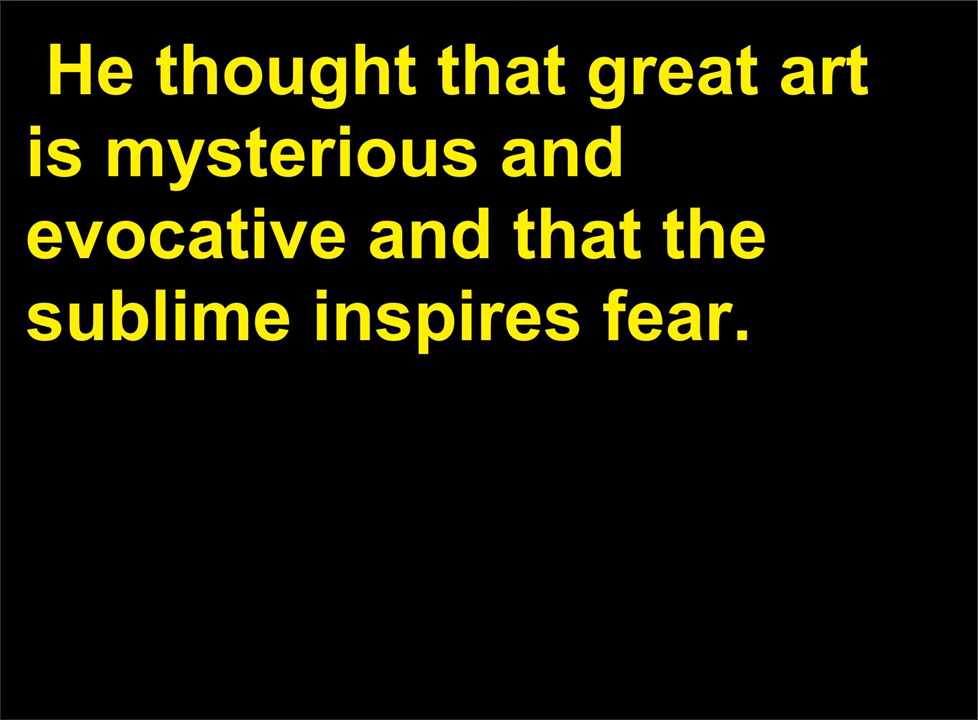 He thought that great art
is mysterious and
evocative and that the
sublime inspires fear.